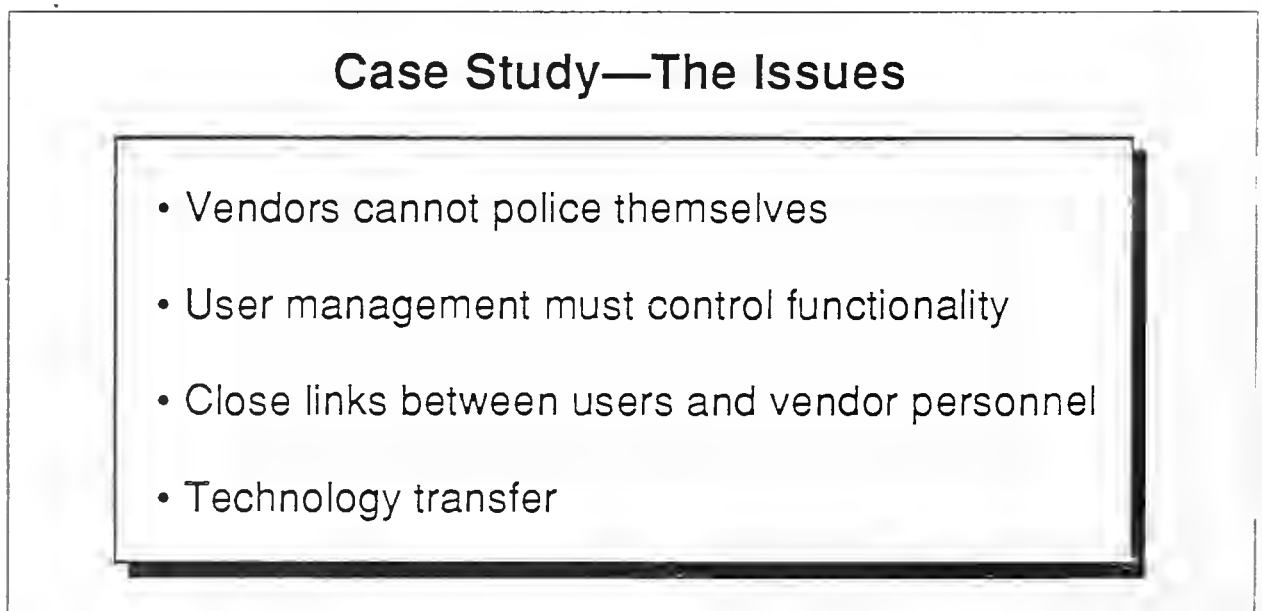 Case Study—The Issues
• Vendors cannot police themselves
• User management must control functionality
• Close links between users and vendor personnel
• Technology transfer